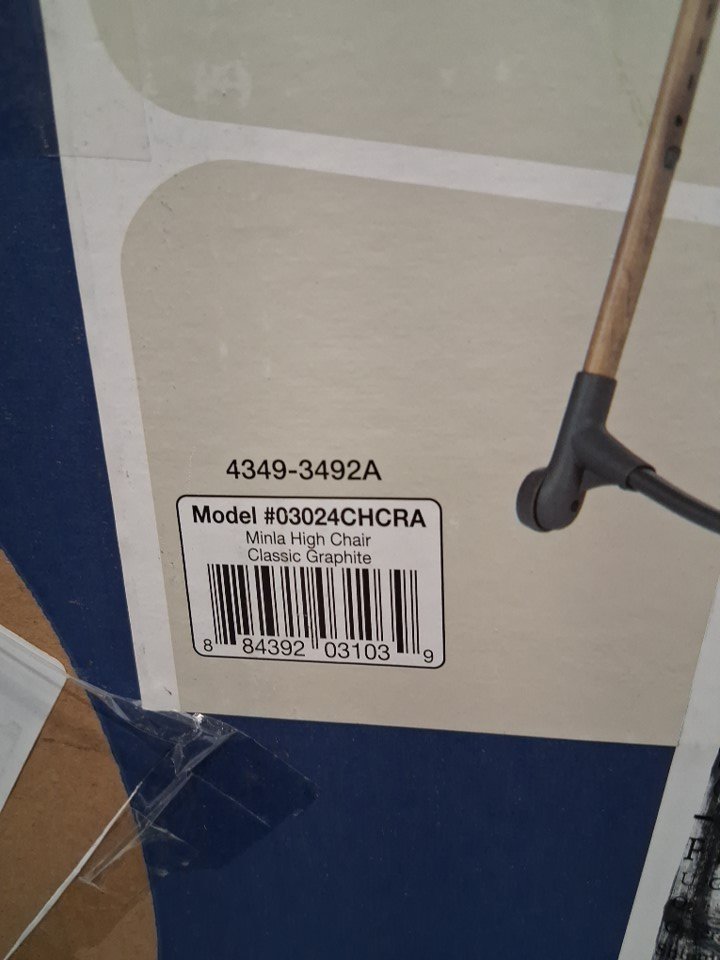 4349-3492A
Model #03024CHCRA
Minla High Chair
Classic Graphite
8 84392 03103 9